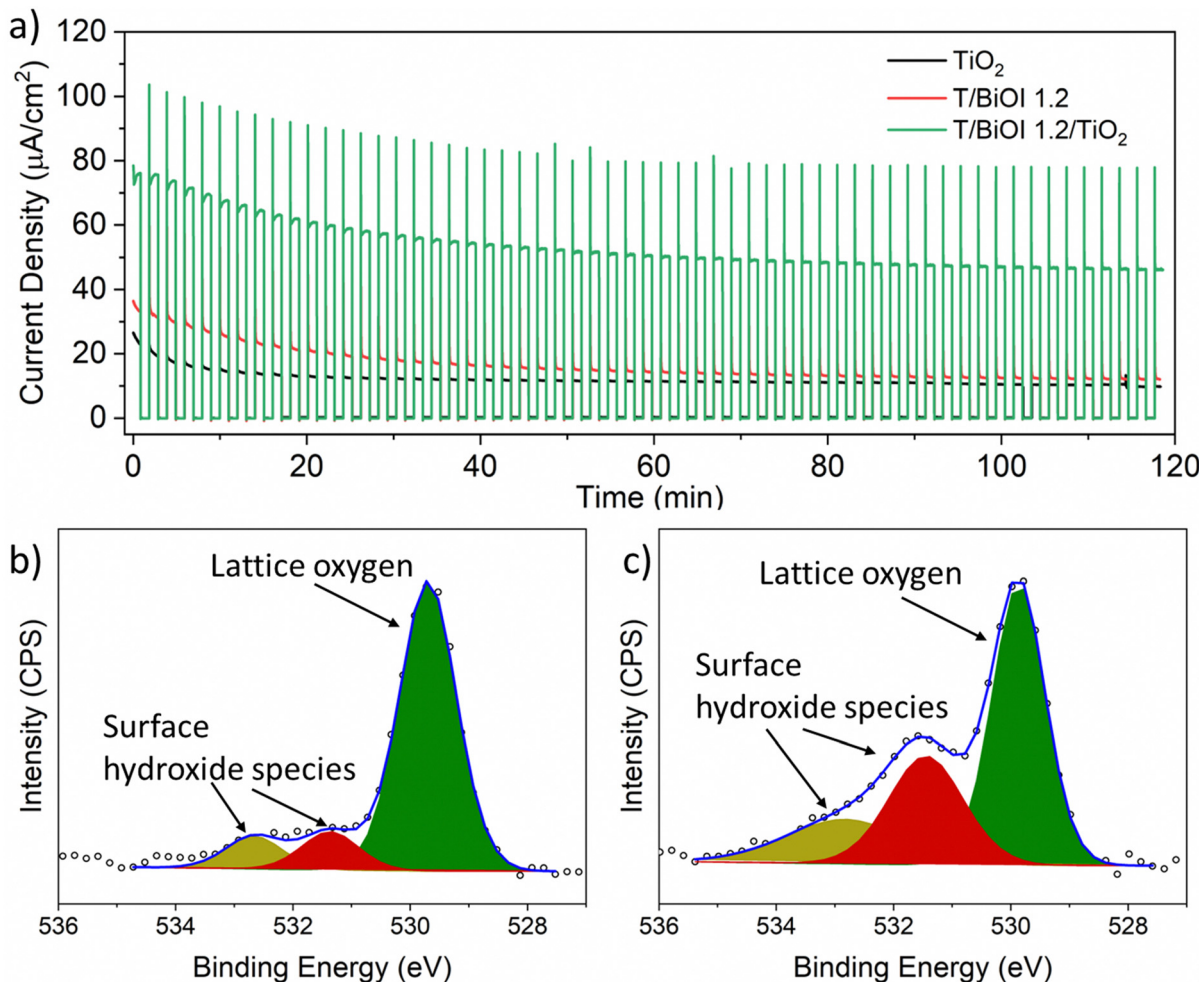 a)
120
100
80
60
40
20
0
Current Density (μA/cm²)
TiO₂
T/BiOI 1.2
T/BiOI 1.2/TiO₂
0 20 40 60 80 100 120
Time (min)
b)
Lattice oxygen
Surface
hydroxide species
Intensity (CPS)
536 534 532 530 528
Binding Energy (eV)
c)
Lattice oxygen
Surface
hydroxide species
Intensity (CPS)
536 534 532 530 528
Binding Energy (eV)